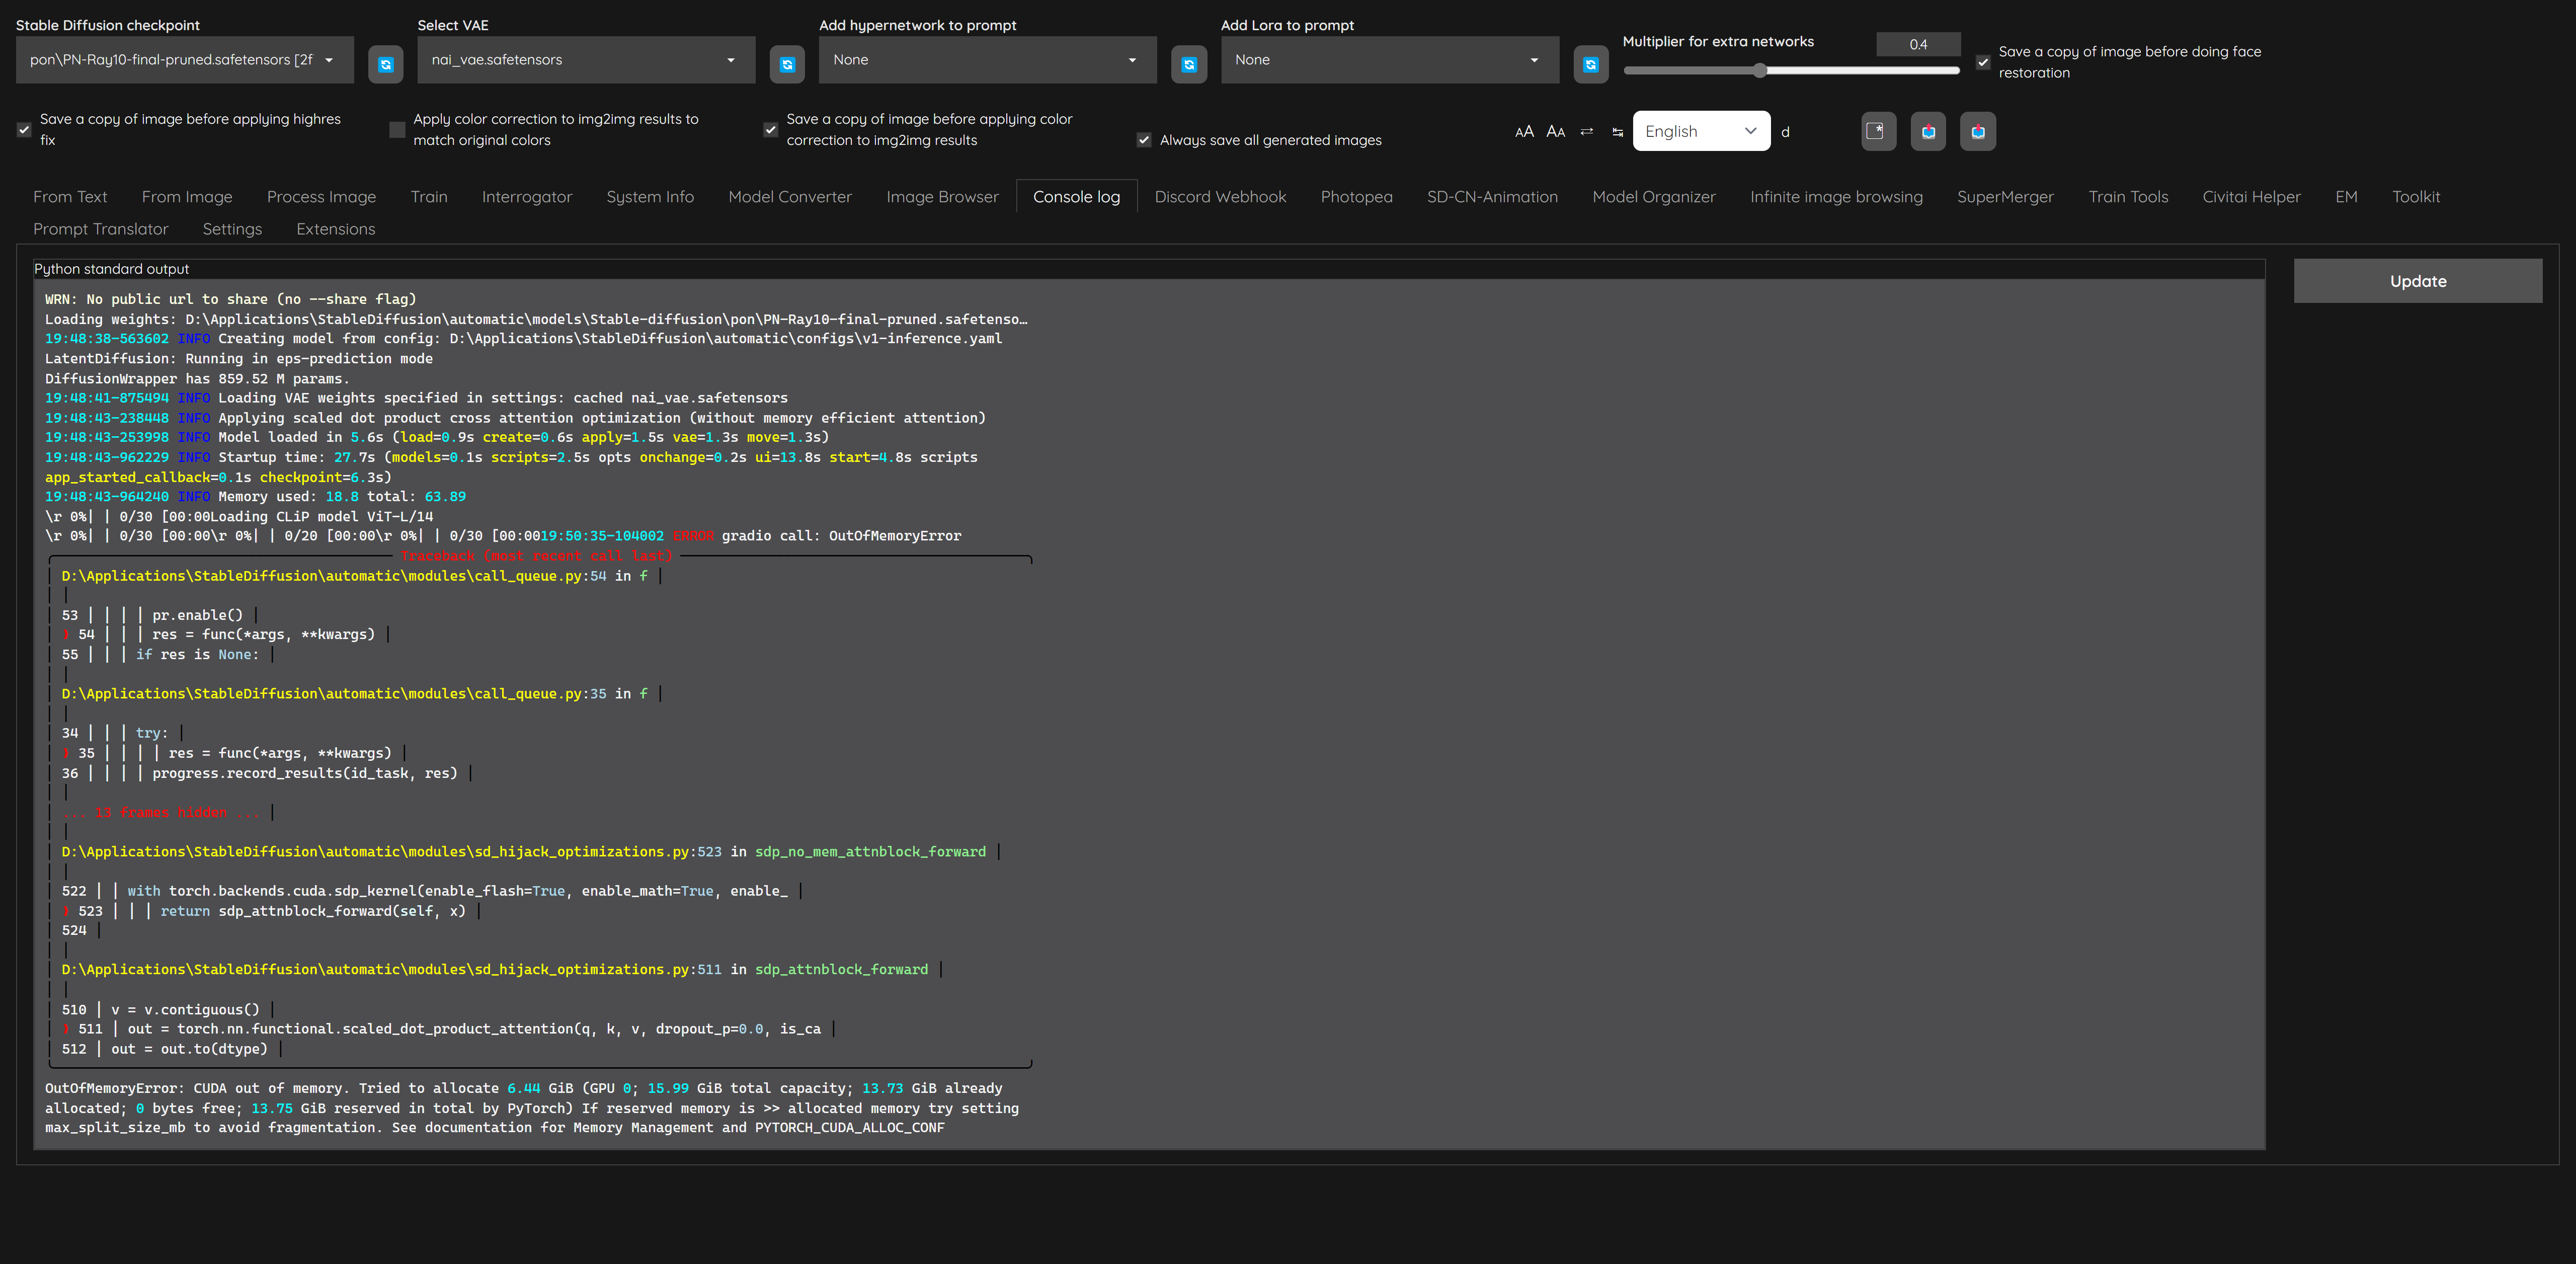 Stable Diffusion checkpoint
Select VAE
Add hypernetwork to prompt
Add Lora to prompt
Multiplier for extra networks
0.4
Save a copy of image before doing face
restoration
pon\PN-Ray10-final-pruned.safetensors [2f
nai_vae.safetensors
None
None
Save a copy of image before applying highres
fix
Apply color correction to img2img results to
match original colors
Save a copy of image before applying color
correction to img2img results
Always save all generated images
AA AA English d
From Text From Image Process Image Train Interrogator System Info Model Converter Image Browser Console log Discord Webhook Photopea SD-CN-Animation Model Organizer Infinite image browsing SuperMerger Train Tools Civitai Helper EM Toolkit
Prompt Translator Settings Extensions
Python standard output
Update
WRN: No public url to share (no --share flag)
Loading weights: D:\Applications\StableDiffusion\automatic\models\Stable-diffusion\pon\PN-Ray10-final-pruned.safetenso…
19:48:38-563602 INFO Creating model from config: D:\Applications\StableDiffusion\automatic\configs\v1-inference.yaml
LatentDiffusion: Running in eps-prediction mode
DiffusionWrapper has 859.52 M params.
19:48:41-875494 INFO Loading VAE weights specified in settings: cached nai_vae.safetensors
19:48:43-238448 INFO Applying scaled dot product cross attention optimization (without memory efficient attention)
19:48:43-253998 INFO Model loaded in 5.6s (load=0.9s create=0.6s apply=1.5s vae=1.3s move=1.3s)
19:48:43-962229 INFO Startup time: 27.7s (models=0.1s scripts=2.5s opts onchange=0.2s ui=13.8s start=4.8s scripts
app_started_callback=0.1s checkpoint=6.3s)
19:48:43-964240 INFO Memory used: 18.8 total: 63.89
\r 0%| | 0/30 [00:00Loading CLiP model ViT-L/14
\r 0%| | 0/30 [00:00\r 0%| | 0/20 [00:00\r 0%| | 0/30 [00:0019:50:35-104002 ERROR gradio call: OutOfMemoryError
Traceback (most recent call last)
D:\Applications\StableDiffusion\automatic\modules\call_queue.py:54 in f │
53 │ │ │ │ pr.enable() │
❱ 54 │ │ │ res = func(*args, **kwargs) │
55 │ │ │ if res is None: │
D:\Applications\StableDiffusion\automatic\modules\call_queue.py:35 in f │
34 │ │ │ try: │
❱ 35 │ │ │ │ res = func(*args, **kwargs) │
36 │ │ │ │ progress.record_results(id_task, res) │
... 13 frames hidden ... │
D:\Applications\StableDiffusion\automatic\modules\sd_hijack_optimizations.py:523 in sdp_no_mem_attnblock_forward │
522 │ │ with torch.backends.cuda.sdp_kernel(enable_flash=True, enable_math=True, enable_ │
❱ 523 │ │ │ return sdp_attnblock_forward(self, x) │
524 │
D:\Applications\StableDiffusion\automatic\modules\sd_hijack_optimizations.py:511 in sdp_attnblock_forward │
510 │ v = v.contiguous() │
❱ 511 │ out = torch.nn.functional.scaled_dot_product_attention(q, k, v, dropout_p=0.0, is_ca │
512 │ out = out.to(dtype) │
OutOfMemoryError: CUDA out of memory. Tried to allocate 6.44 GiB (GPU 0; 15.99 GiB total capacity; 13.73 GiB already
allocated; 0 bytes free; 13.75 GiB reserved in total by PyTorch) If reserved memory is >> allocated memory try setting
max_split_size_mb to avoid fragmentation. See documentation for Memory Management and PYTORCH_CUDA_ALLOC_CONF